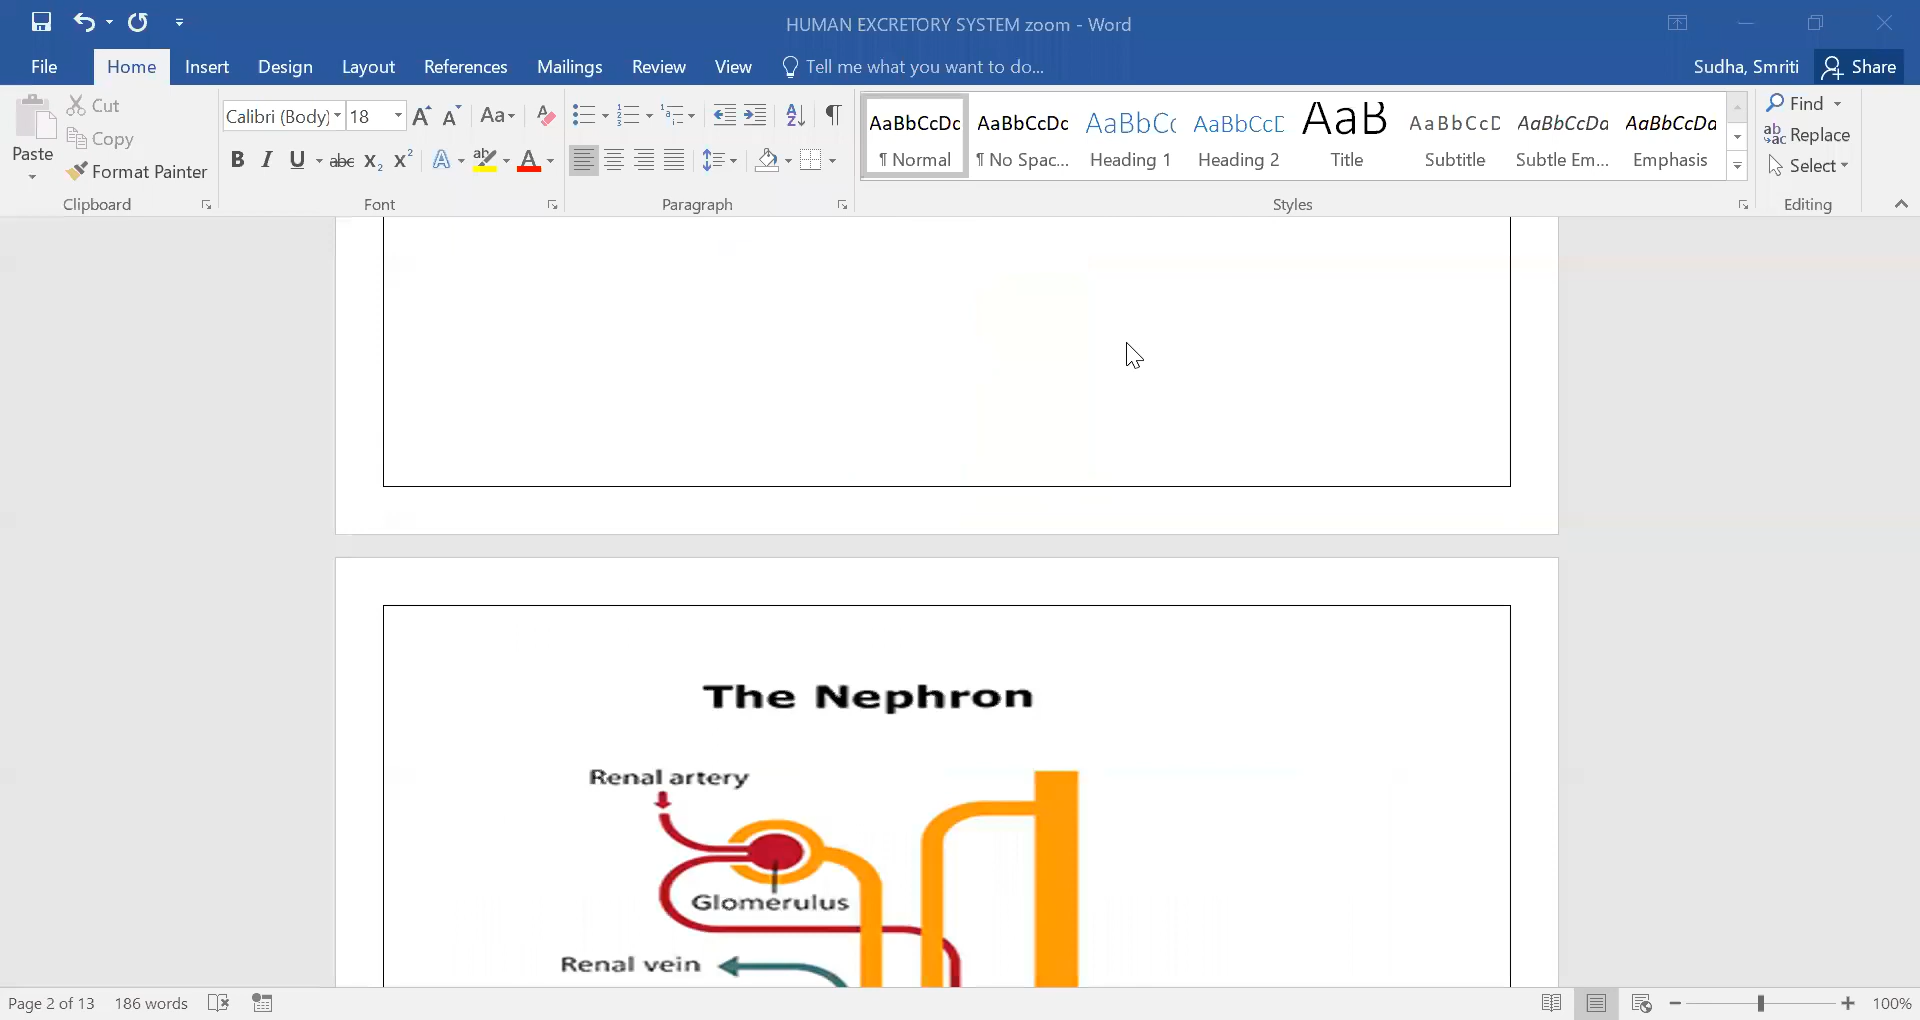 HUMAN EXCRETORY SYSTEM zoom - Word
File Home Insert Design Layout References Mailings Review View Tell me what you want to do... Sudha, Smriti Share
Paste
Cut
Copy
Format Painter
Clipboard
Calibri (Body) 18
Font
Paragraph
AaBbCcDc AaBbCcDc AaBbCc AaBbCcD AaB AaBbCcD AaBbCcDa AaBbCcDa
¶ Normal ¶ No Spac... Heading 1 Heading 2 Title Subtitle Subtle Em... Emphasis
Styles
Find
Replace
Select
Editing
The Nephron
Renal artery
Glomerulus
Renal vein
Page 2 of 13 186 words 100%